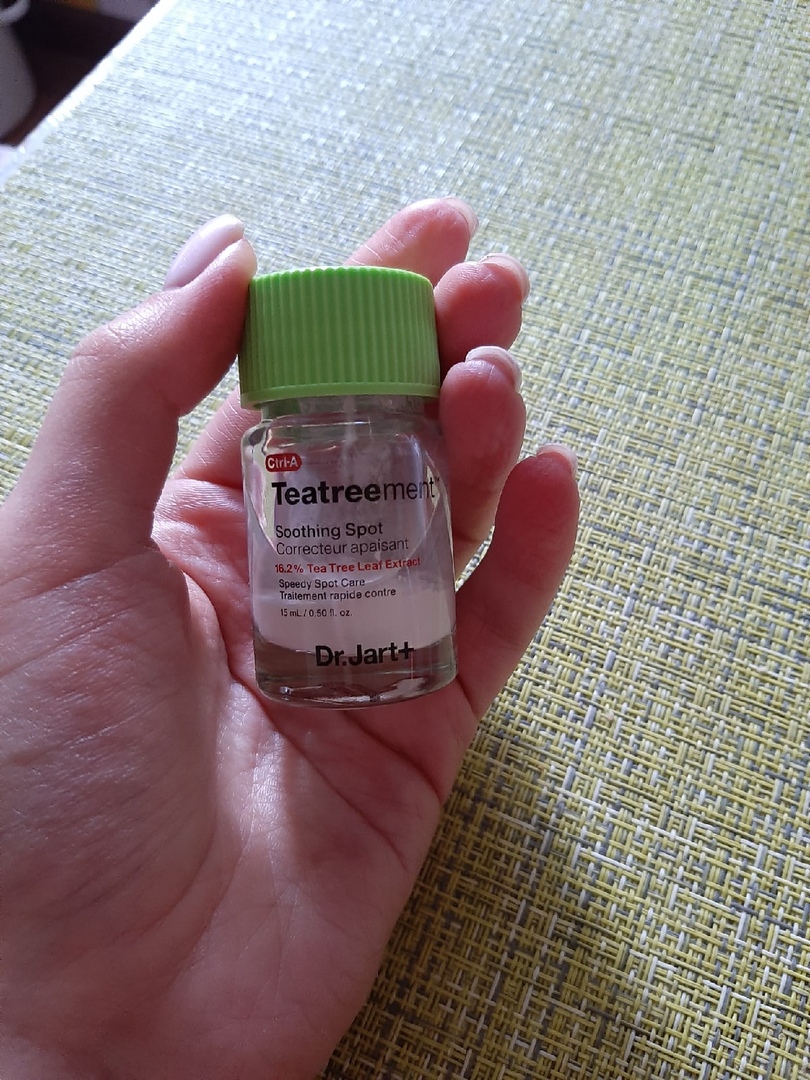 Ctrl-A
Teatreement™
Soothing Spot
Correcteur apaisant
16.2% Tea Tree Leaf Extract
Speedy Spot Care
Traitement rapide contre
15 mL / 0.50 fl. oz.
Dr.Jart+